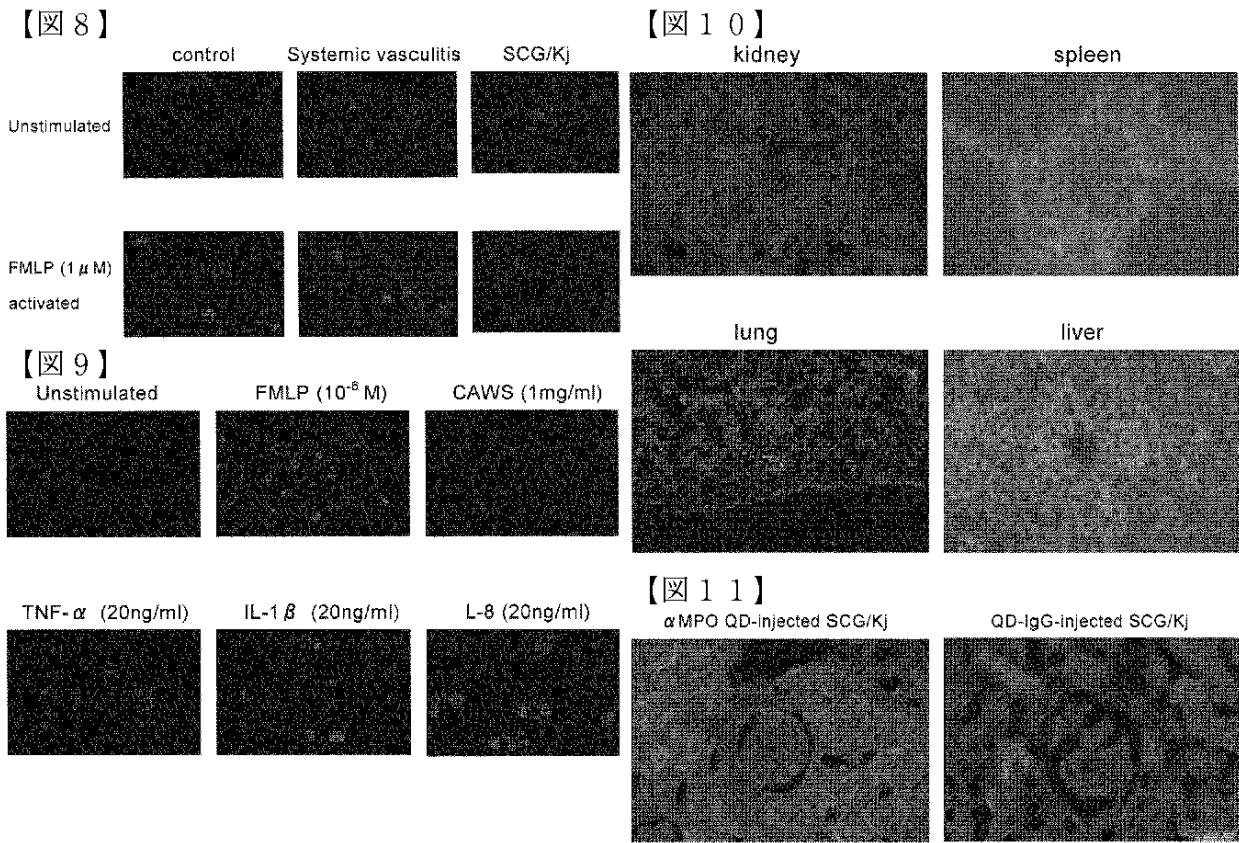 【図８】
control Systemic vasculitis SCG/Kj
Unstimulated
FMLP (1μM)
activated
【図９】
Unstimulated FMLP (10⁻⁶ M) CAWS (1mg/ml)
TNF-α (20ng/ml) IL-1β (20ng/ml) L-8 (20ng/ml)
【図１０】
kidney spleen
lung liver
【図１１】
αMPO QD-injected SCG/Kj QD-IgG-injected SCG/Kj